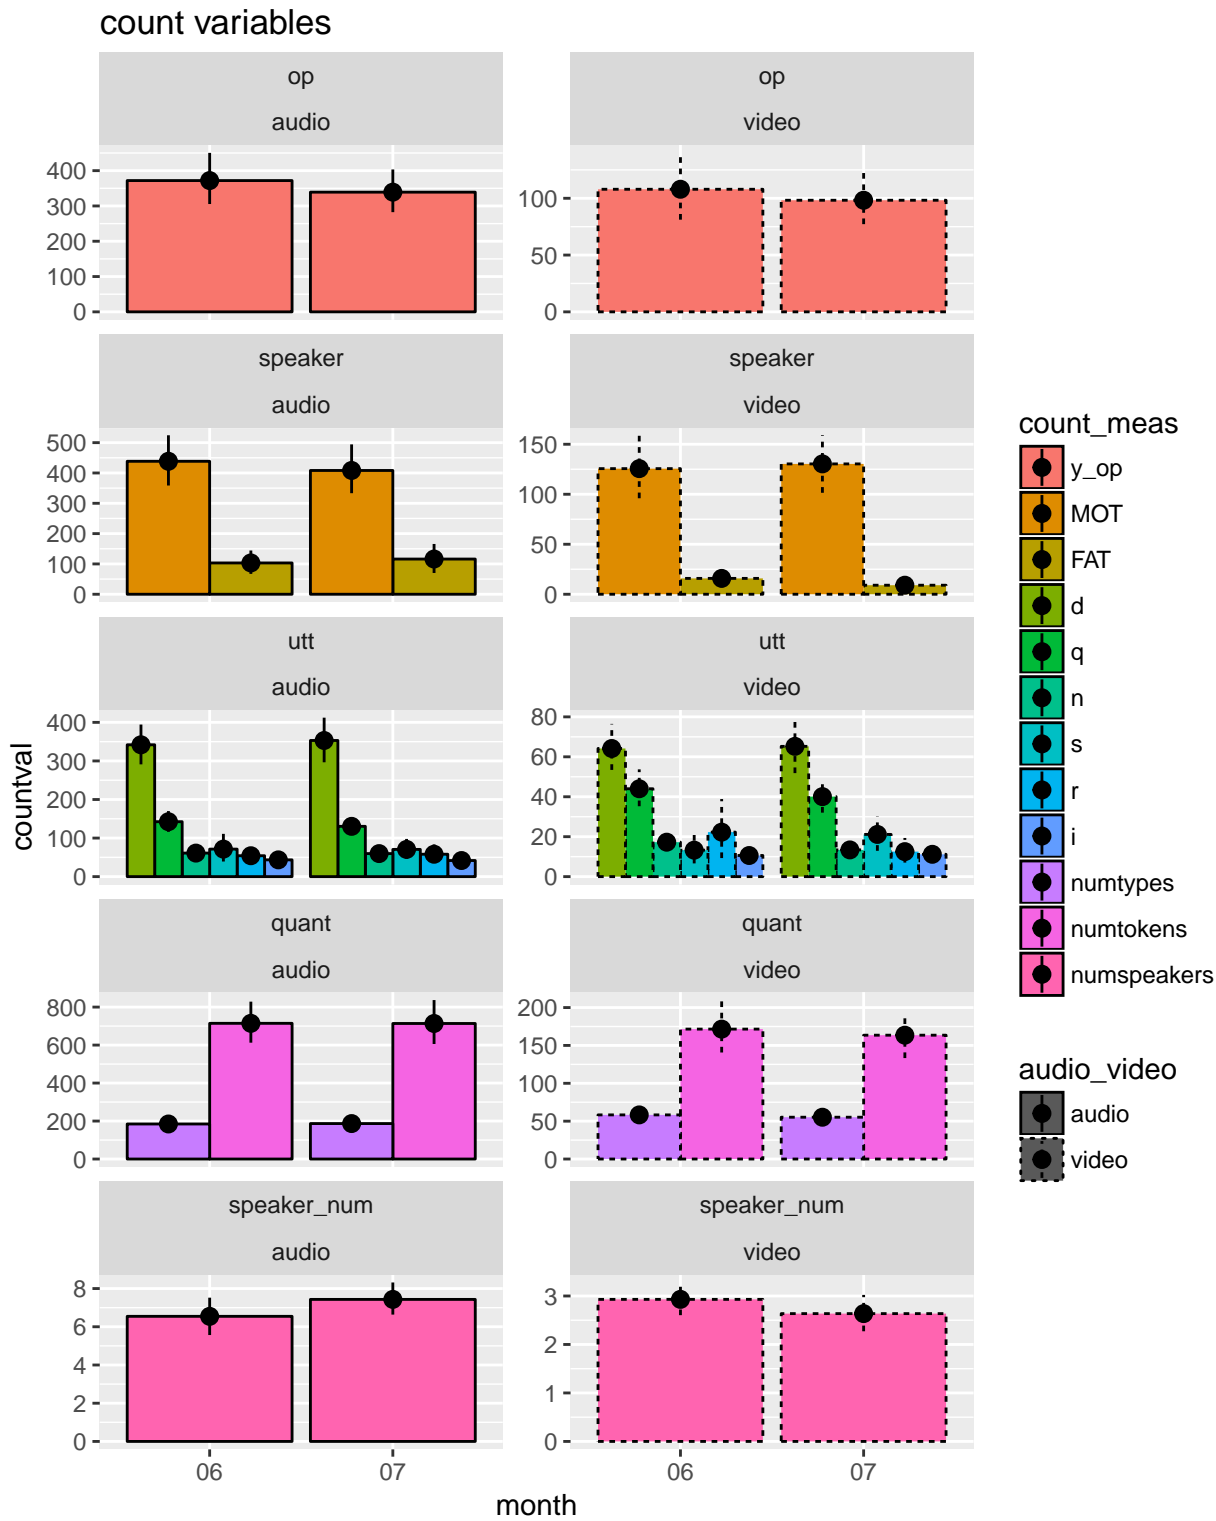 count variables
op
audio
op
video
400
300
200
100
0
100
50
0
speaker
audio
speaker
video
500
400
300
200
100
0
150
100
50
0
utt
audio
utt
video
400
300
200
100
0
80
60
40
20
0
quant
audio
quant
video
800
600
400
200
0
200
150
100
50
0
speaker_num
audio
speaker_num
video
8
6
4
2
0
3
2
1
0
06
07
06
07
month
countval
count_meas
y_op
MOT
FAT
d
q
n
s
r
i
numtypes
numtokens
numspeakers
audio_video
audio
video